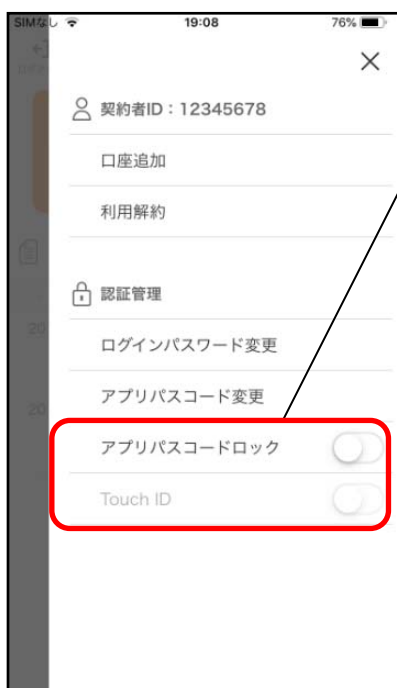 SIMなし 19:08 76%
契約者ID：12345678
口座追加
利用解約
認証管理
ログインパスワード変更
アプリパスコード変更
アプリパスコードロック
Touch ID
20
20